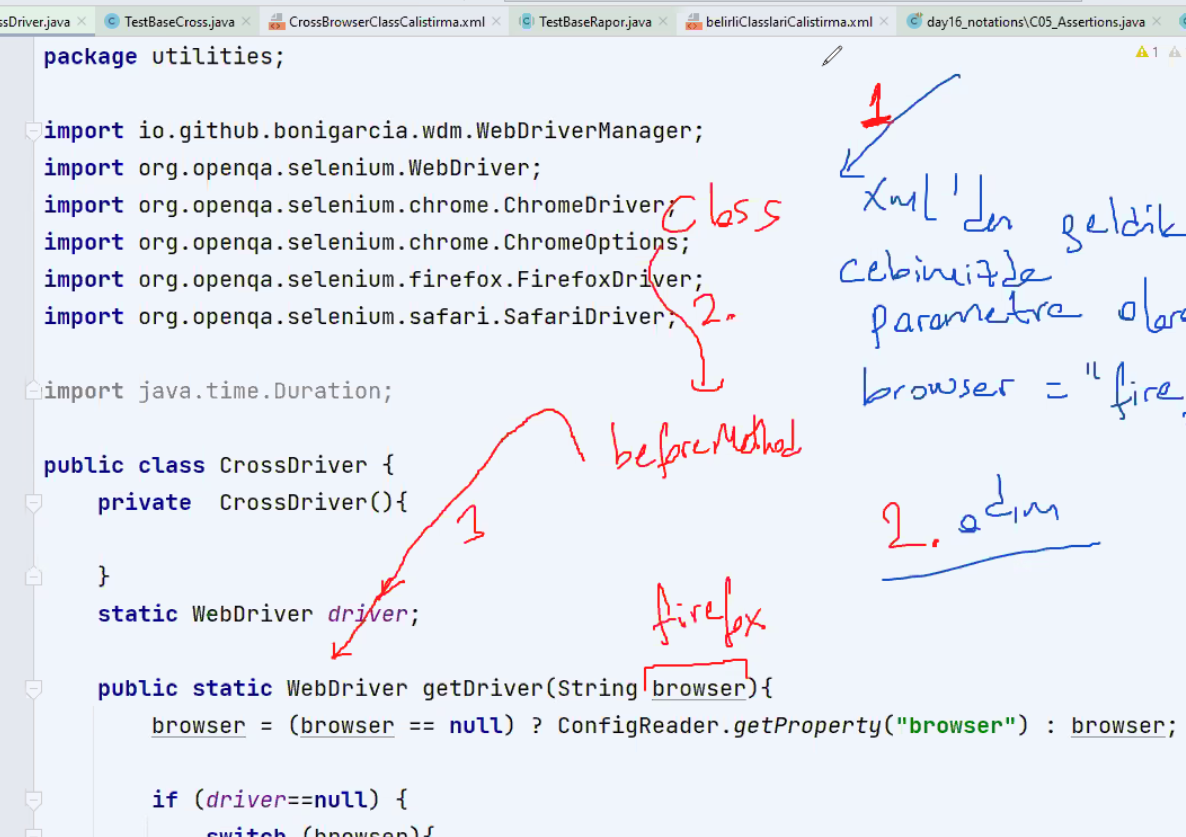 ssDriver.java × TestBaseCross.java × CrossBrowserClassCalistirma.xml × TestBaseRapor.java × belirliClasslariCalistirma.xml × day16_notations\C05_Assertions.java ×
package utilities;
1
1
import io.github.bonigarcia.wdm.WebDriverManager;
import org.openqa.selenium.WebDriver;
import org.openqa.selenium.chrome.ChromeDriver;
class
xml'den geldik
import org.openqa.selenium.chrome.ChromeOptions;
cebimizde
import org.openqa.selenium.firefox.FirefoxDriver;
2.
parametre olara
import org.openqa.selenium.safari.SafariDriver;
browser = "fire
import java.time.Duration;
beforeMethod
public class CrossDriver {
private  CrossDriver(){
3
2. adım
}
static WebDriver driver;
firefox
public static WebDriver getDriver(String browser){
browser = (browser == null) ? ConfigReader.getProperty("browser") : browser;
if (driver==null) {
switch (browser){